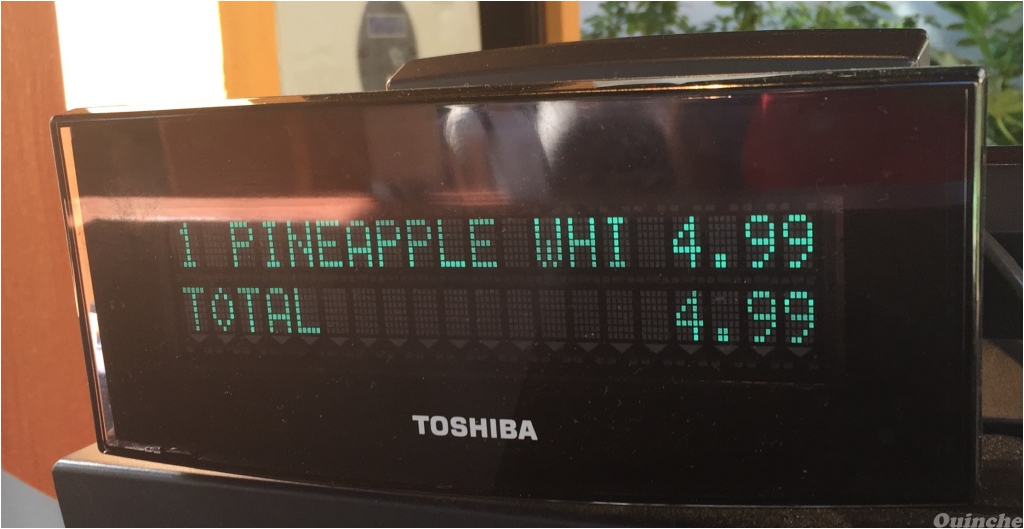 1 PINEAPPLE WHI 4.99
TOTAL 4.99
TOSHIBA
Quinche